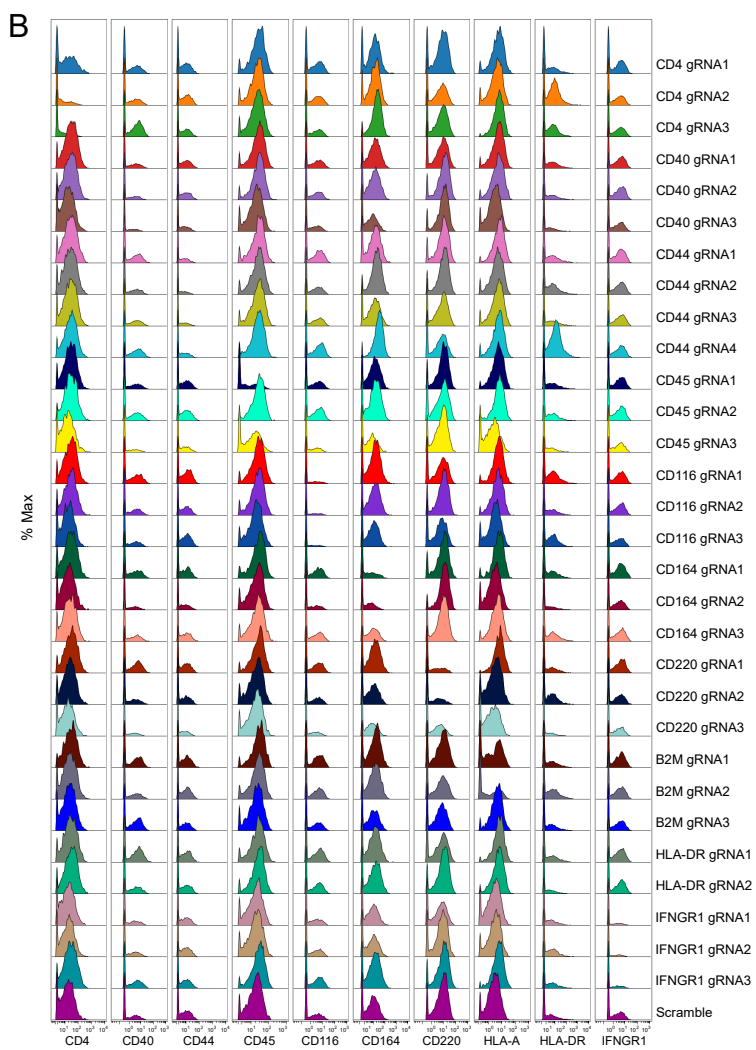 B
CD4 gRNA1
CD4 gRNA2
CD4 gRNA3
CD40 gRNA1
CD40 gRNA2
CD40 gRNA3
CD44 gRNA1
CD44 gRNA2
CD44 gRNA3
CD44 gRNA4
CD45 gRNA1
CD45 gRNA2
CD45 gRNA3
CD116 gRNA1
CD116 gRNA2
CD116 gRNA3
CD164 gRNA1
CD164 gRNA2
CD164 gRNA3
CD220 gRNA1
CD220 gRNA2
CD220 gRNA3
B2M gRNA1
B2M gRNA2
B2M gRNA3
HLA-DR gRNA1
HLA-DR gRNA2
IFNGR1 gRNA1
IFNGR1 gRNA2
IFNGR1 gRNA3
Scramble
% Max
CD4 CD40 CD44 CD45 CD116 CD164 CD220 HLA-A HLA-DR IFNGR1